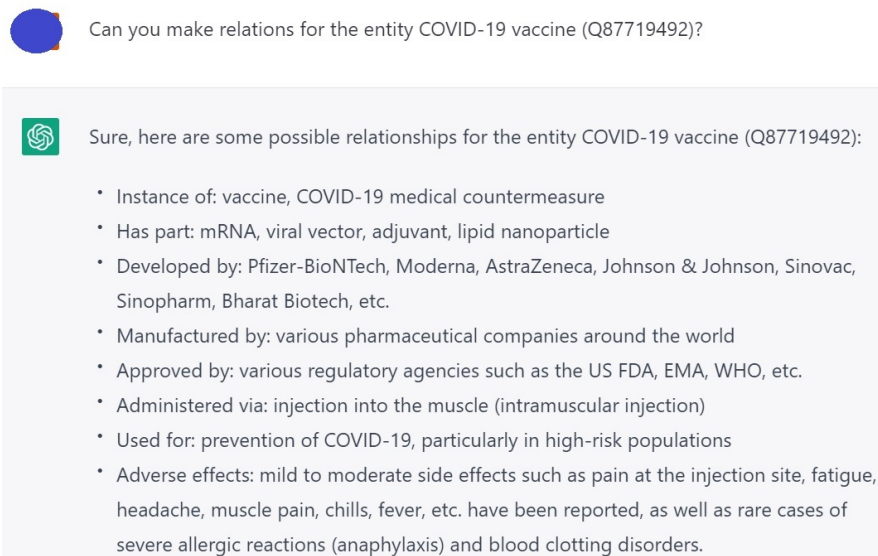 Can you make relations for the entity COVID-19 vaccine (Q87719492)?
Sure, here are some possible relationships for the entity COVID-19 vaccine (Q87719492):
• Instance of: vaccine, COVID-19 medical countermeasure
• Has part: mRNA, viral vector, adjuvant, lipid nanoparticle
• Developed by: Pfizer-BioNTech, Moderna, AstraZeneca, Johnson & Johnson, Sinovac,
Sinopharm, Bharat Biotech, etc.
• Manufactured by: various pharmaceutical companies around the world
• Approved by: various regulatory agencies such as the US FDA, EMA, WHO, etc.
• Administered via: injection into the muscle (intramuscular injection)
• Used for: prevention of COVID-19, particularly in high-risk populations
• Adverse effects: mild to moderate side effects such as pain at the injection site, fatigue,
headache, muscle pain, chills, fever, etc. have been reported, as well as rare cases of
severe allergic reactions (anaphylaxis) and blood clotting disorders.